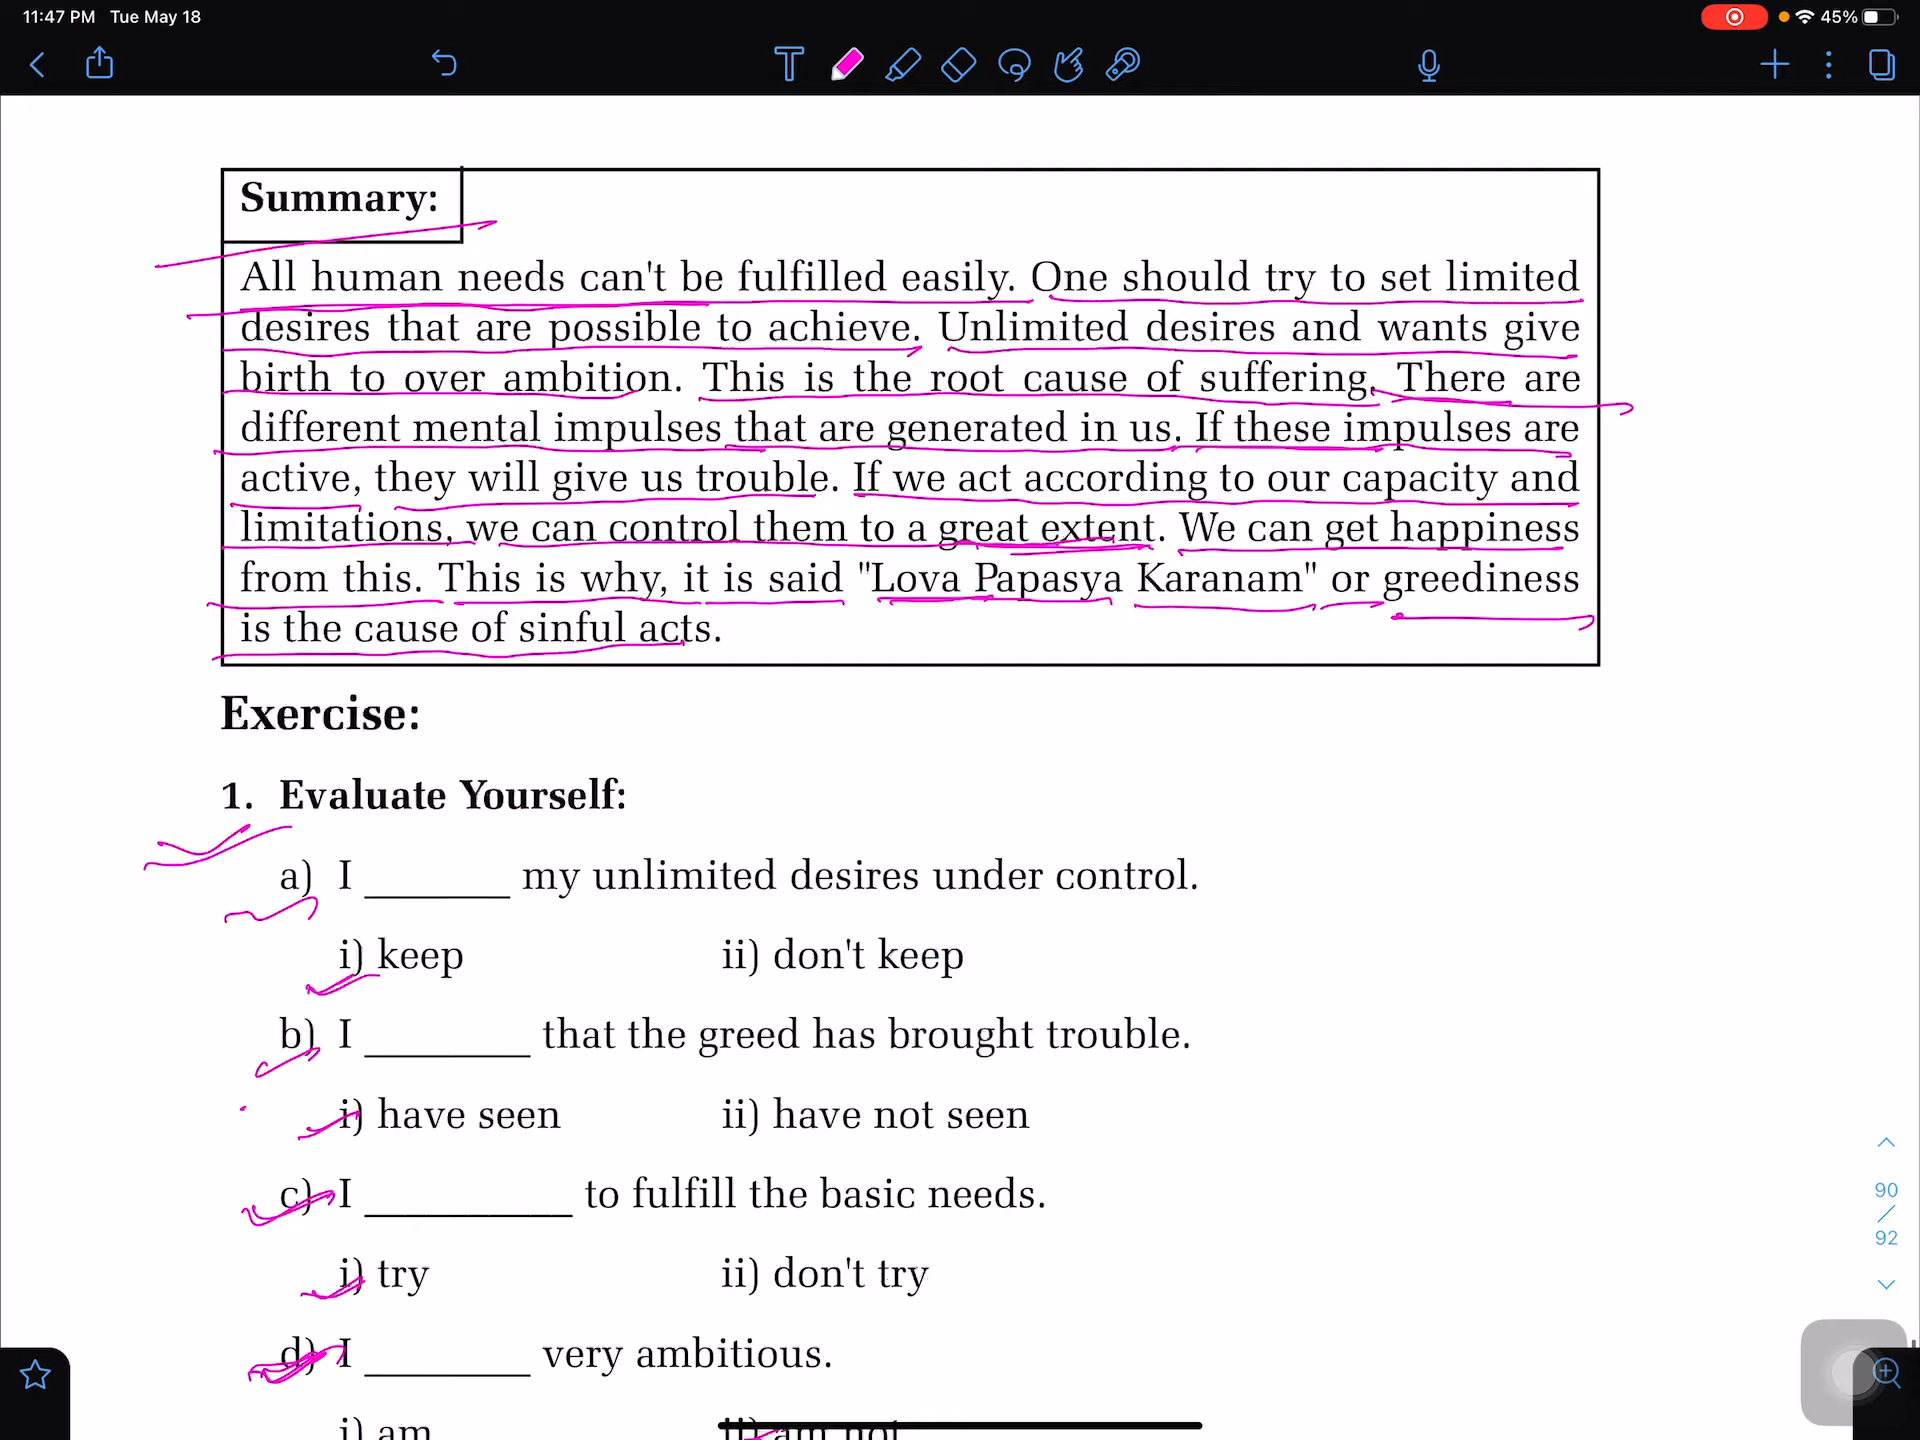 11:47 PM Tue May 18
45%
Summary:
All human needs can't be fulfilled easily. One should try to set limited
desires that are possible to achieve. Unlimited desires and wants give
birth to over ambition. This is the root cause of suffering. There are
different mental impulses that are generated in us. If these impulses are
active, they will give us trouble. If we act according to our capacity and
limitations, we can control them to a great extent. We can get happiness
from this. This is why, it is said "Lova Papasya Karanam" or greediness
is the cause of sinful acts.
Exercise:
1. Evaluate Yourself:
a) I _______ my unlimited desires under control.
i) keep ii) don't keep
b) I ________ that the greed has brought trouble.
i) have seen ii) have not seen
c) I __________ to fulfill the basic needs.
i) try ii) don't try
d) I ________ very ambitious.
i) am ii) am not
90
/
92